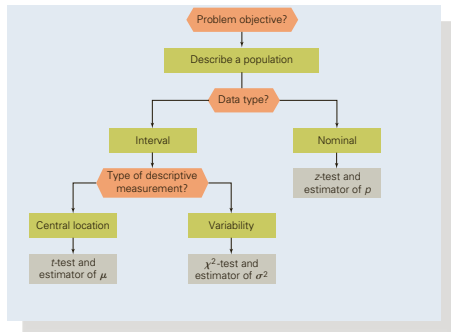 Problem objective?
Describe a population
Data type?
Interval
Nominal
Type of descriptive
measurement?
z-test and
estimator of p
Central location
Variability
t-test and
estimator of μ
χ²-test and
estimator of σ²